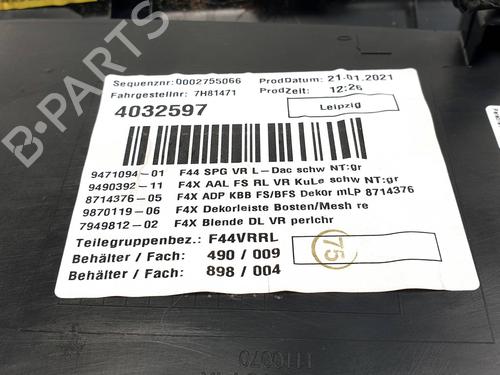 Sequenznr:0002755066 ProdDatum: 21.01.2021
Fahrgestellnr: 7H81471 ProdZeit: 12:26
4032597 Leipzig
9471094-01 F44 SPG VR L-Dac schw NT:gr
9490392-11 F4X AAL FS RL VR KuLe schw NT:gr
8714376-05 F4X ADP KBB FS/BFS Dekor mLP 8714376
9870119-06 F4X Dekorleiste Bosten/Mesh re
7949812-02 F4X Blende DL VR perlchr
Teilegruppenbez.: F44VRRL
Behälter / Fach: 490 / 009
Behälter / Fach: 898 / 004
75
B-PARTS